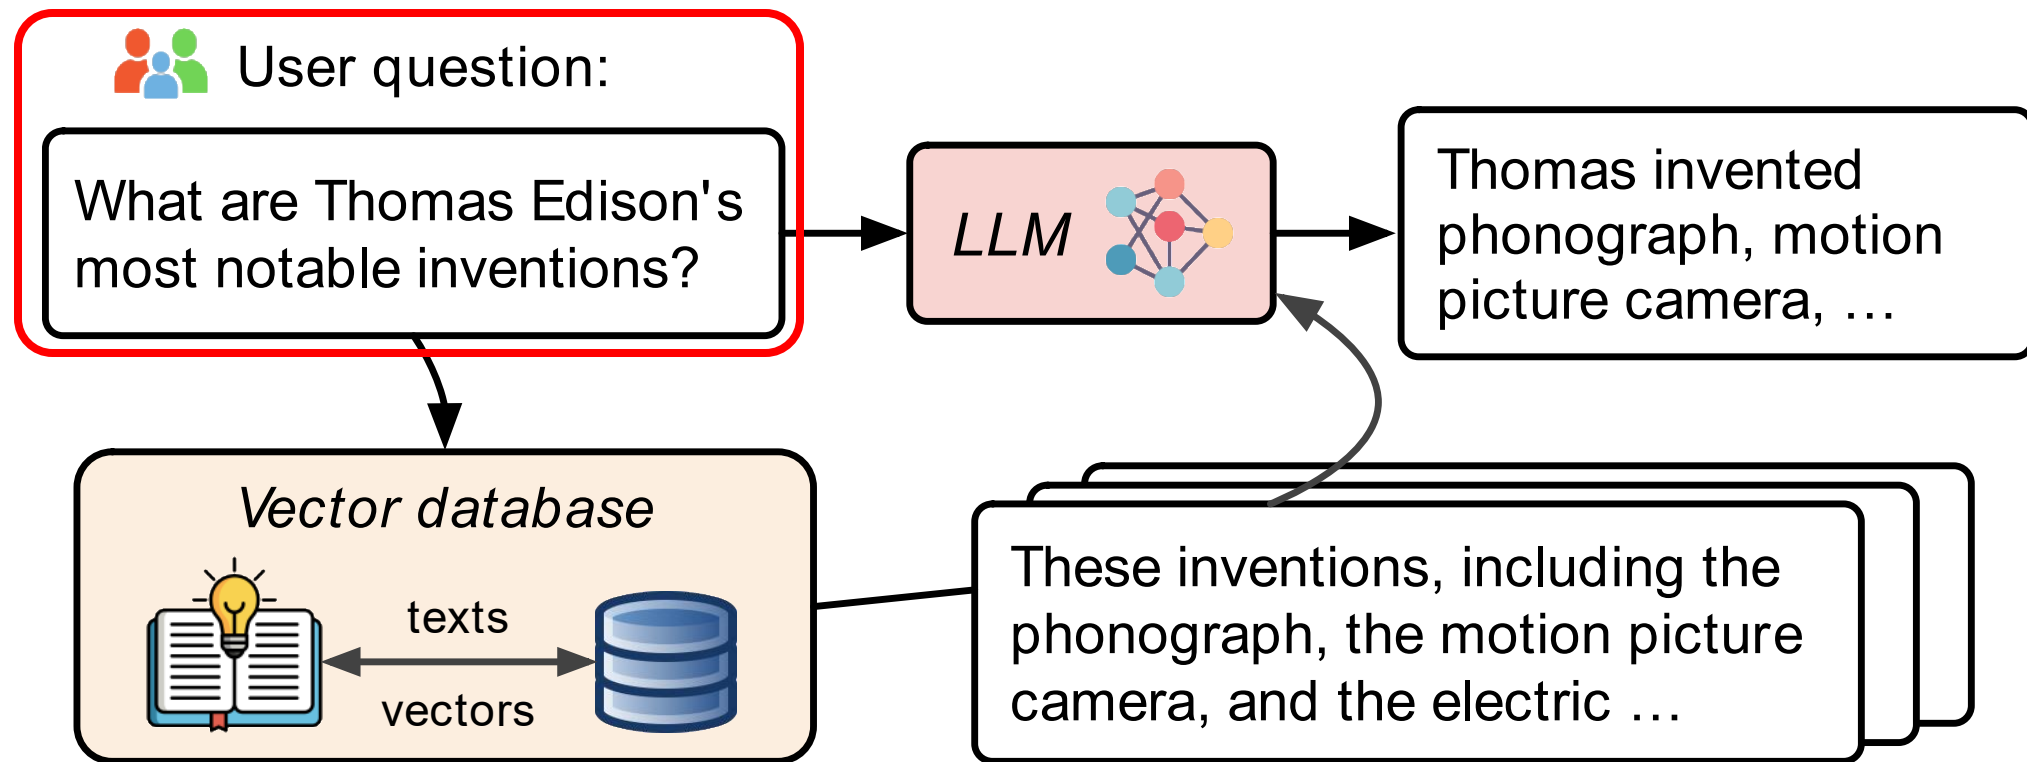 User question:
What are Thomas Edison's
most notable inventions?
LLM
Thomas invented
phonograph, motion
picture camera, …
Vector database
texts
vectors
These inventions, including the
phonograph, the motion picture
camera, and the electric …